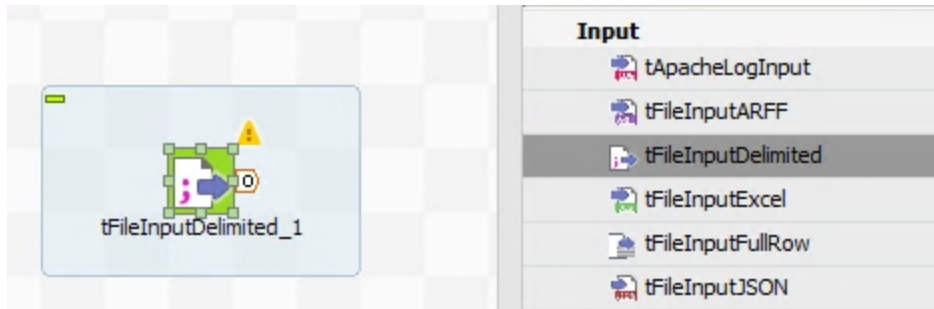 Input
tApacheLogInput
tFileInputARFF
tFileInputDelimited
tFileInputExcel
tFileInputFullRow
tFileInputJSON
;
O
tFileInputDelimited_1